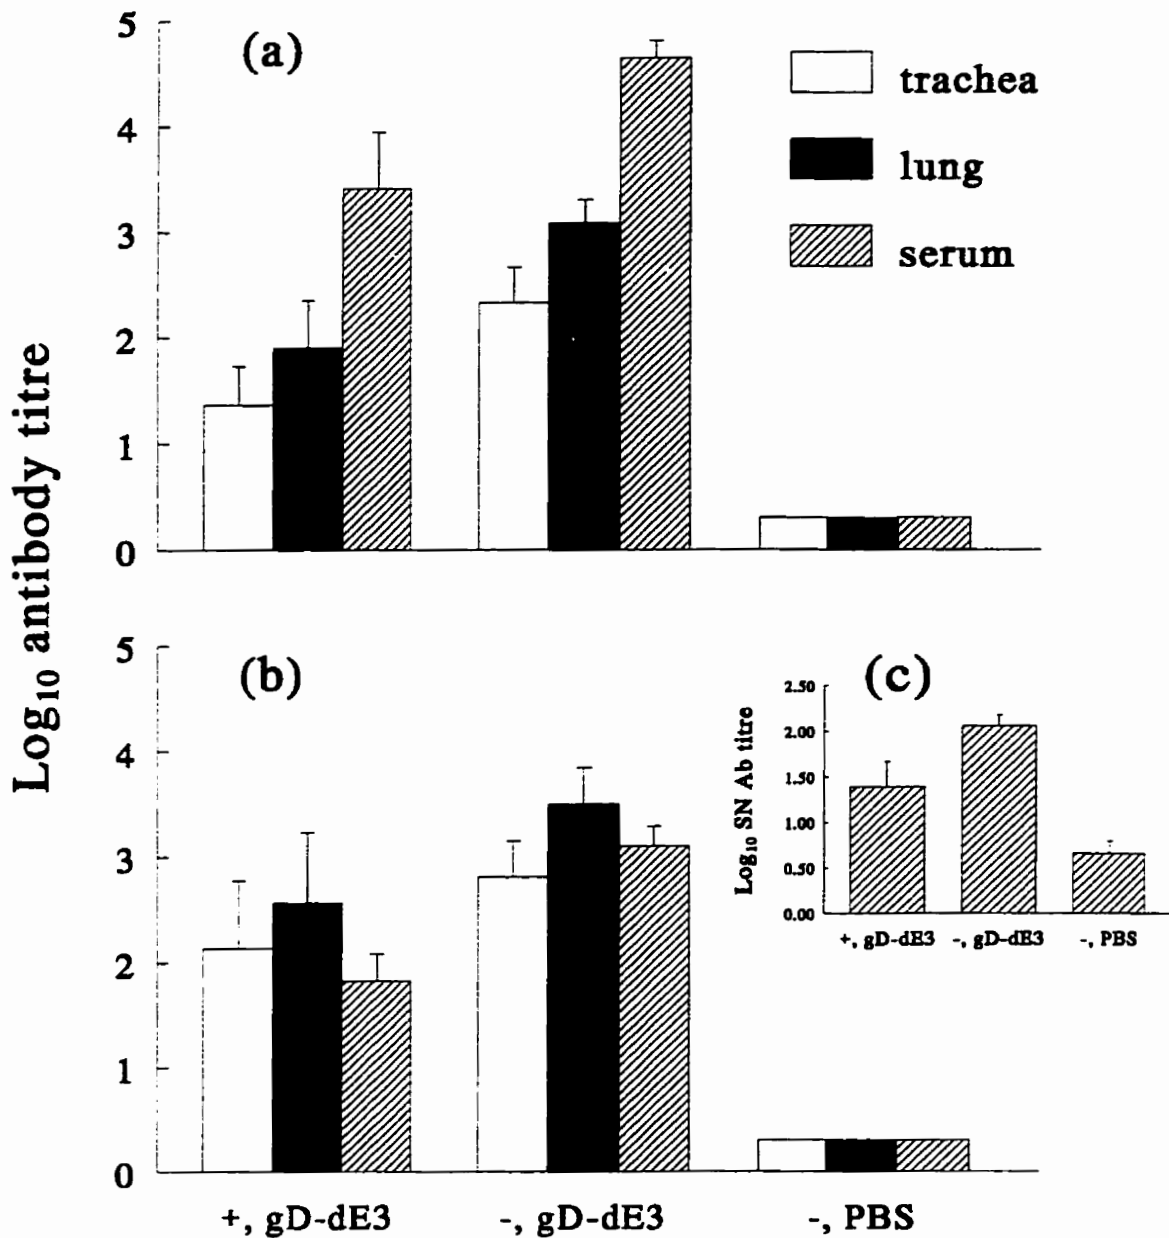 Log10 antibody titre
5
4
3
2
1
0
(a)
trachea
lung
serum
5
4
3
2
1
0
(b)
+, gD-dE3
-, gD-dE3
-, PBS
(c)
Log10 SN Ab titre
2.50
2.00
1.50
1.00
0.50
0.00
+, gD-dE3
-, gD-dE3
-, PBS